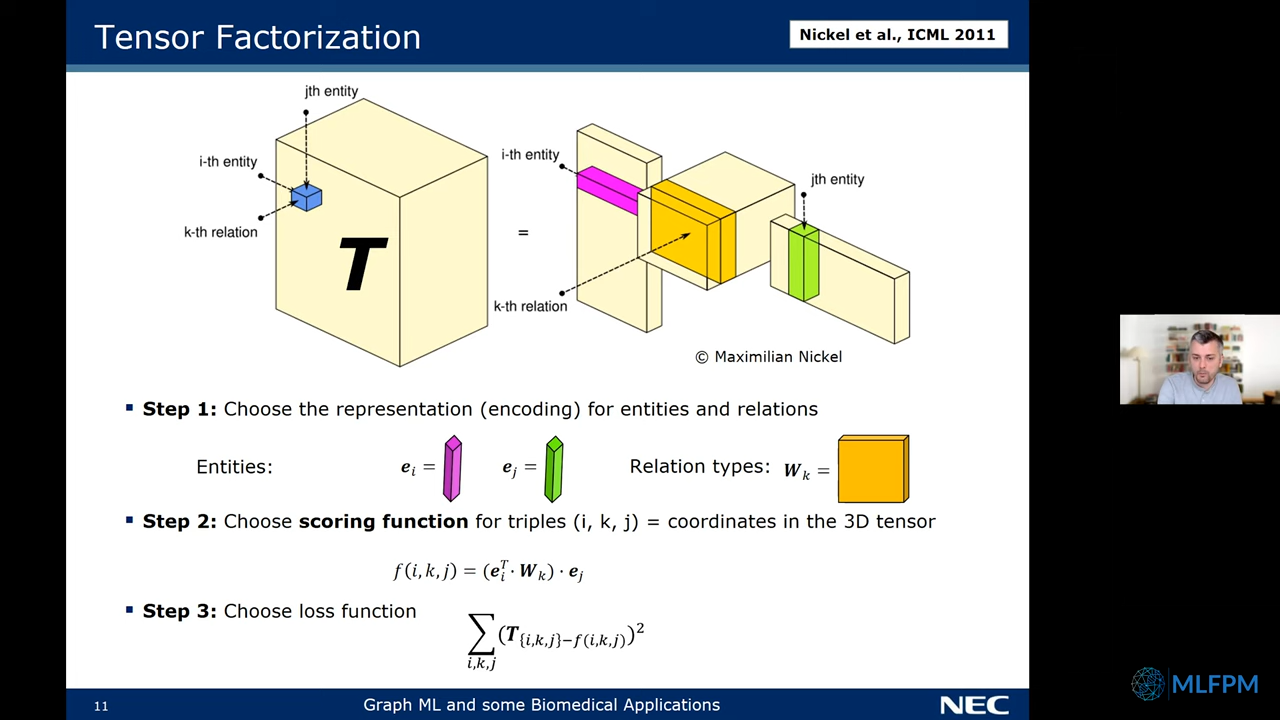 Tensor Factorization
Nickel et al., ICML 2011
jth entity
i-th entity
k-th relation
T
=
i-th entity
jth entity
k-th relation
© Maximilian Nickel
▪ Step 1: Choose the representation (encoding) for entities and relations
Entities: e_i = e_j = Relation types: W_k =
▪ Step 2: Choose scoring function for triples (i, k, j) = coordinates in the 3D tensor
f(i, k, j) = (e_i^T · W_k) · e_j
▪ Step 3: Choose loss function
∑_{i,k,j} (T_{{i,k,j}−f(i,k,j)})^2
11
Graph ML and some Biomedical Applications
NEC
MLFPM